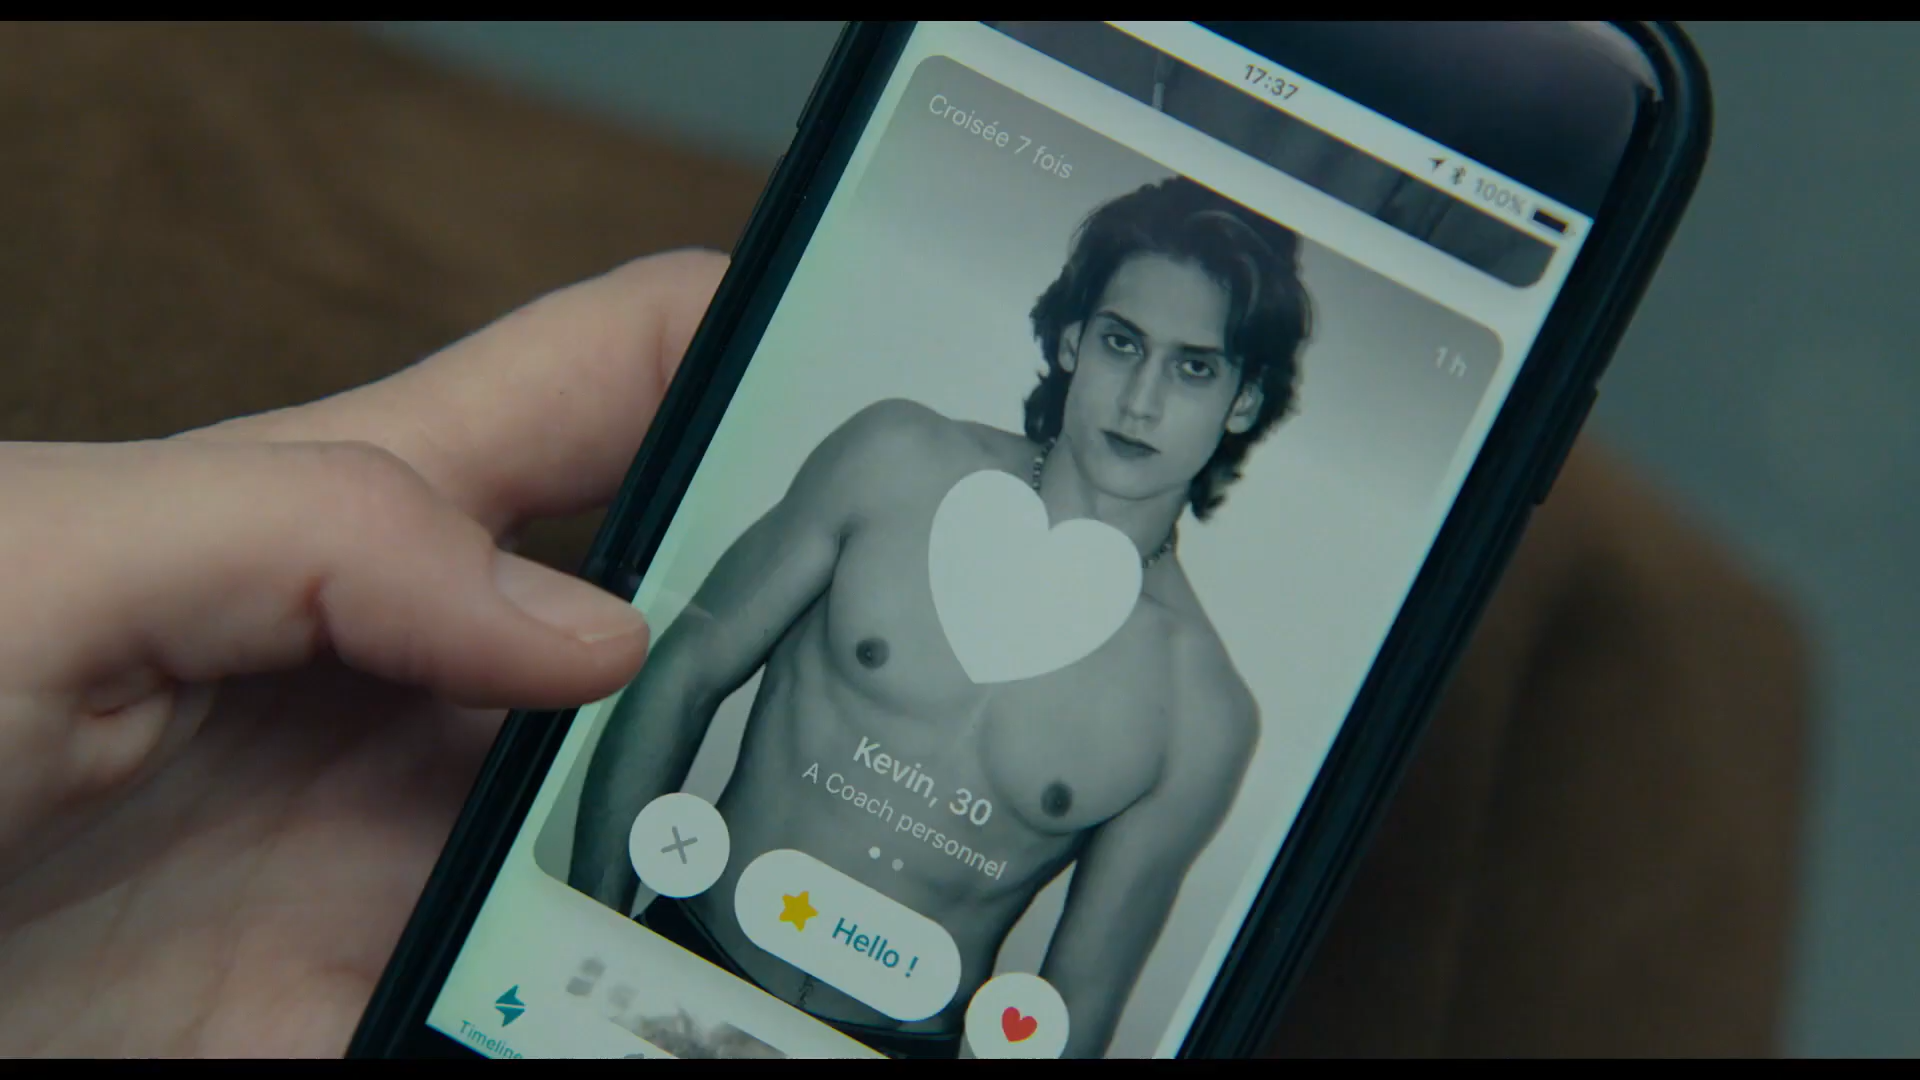 17:37
100%
Croisée 7 fois
1 h
Kevin, 30
A Coach personnel
Hello !
Timeline